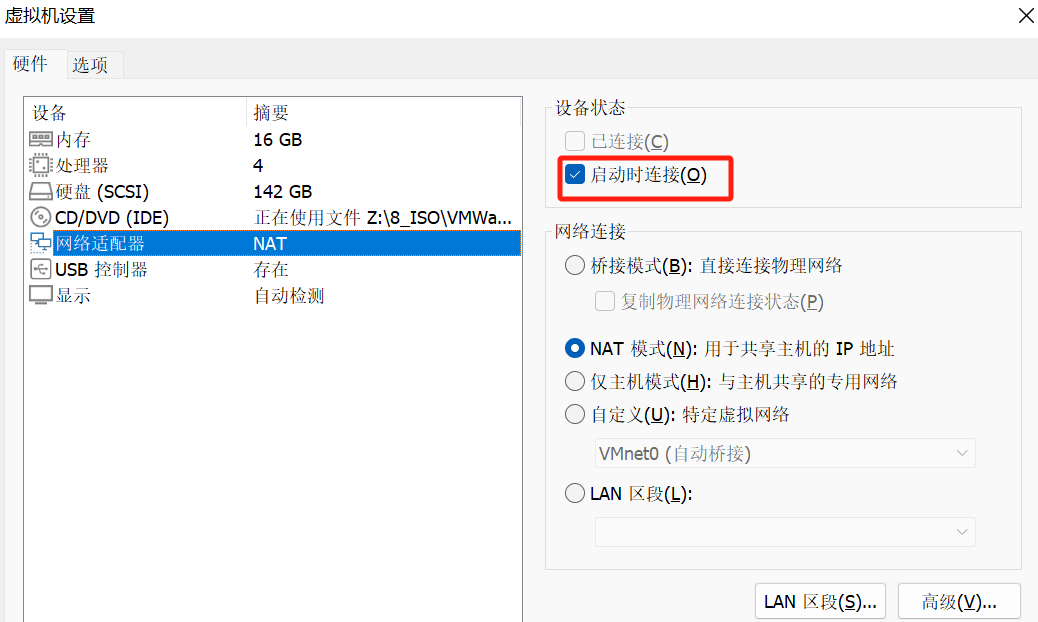 虚拟机设置
硬件 选项
设备 摘要
内存 16 GB
处理器 4
硬盘 (SCSI) 142 GB
CD/DVD (IDE) 正在使用文件 Z:\8_ISO\VMWa...
网络适配器 NAT
USB 控制器 存在
显示 自动检测
设备状态
已连接(C)
启动时连接(O)
网络连接
桥接模式(B): 直接连接物理网络
复制物理网络连接状态(P)
NAT 模式(N): 用于共享主机的 IP 地址
仅主机模式(H): 与主机共享的专用网络
自定义(U): 特定虚拟网络
VMnet0 (自动桥接)
LAN 区段(L):
LAN 区段(S)... 高级(V)...